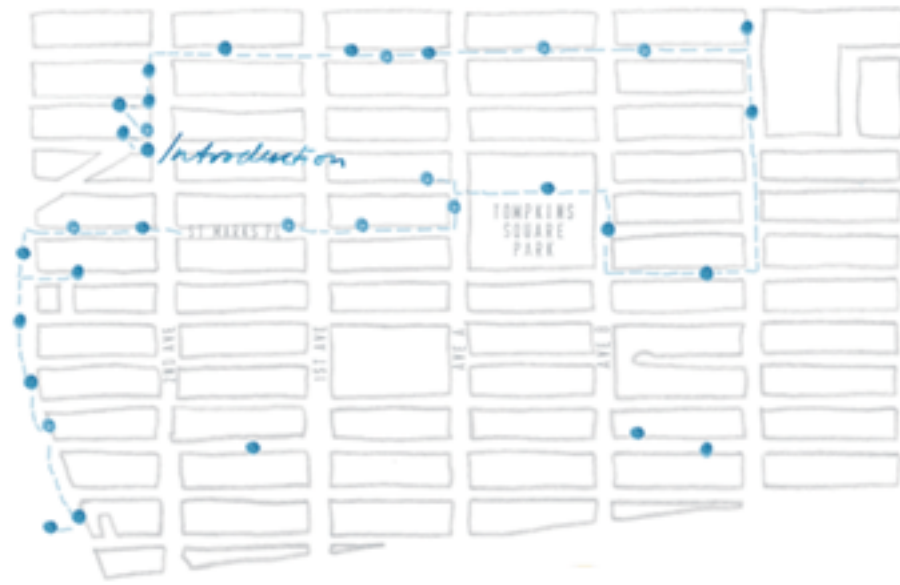 Introduction
ST MARKS PL
TOMPKINS
SQUARE
PARK
2ND AVE
1ST AVE
AVE A
AVE B